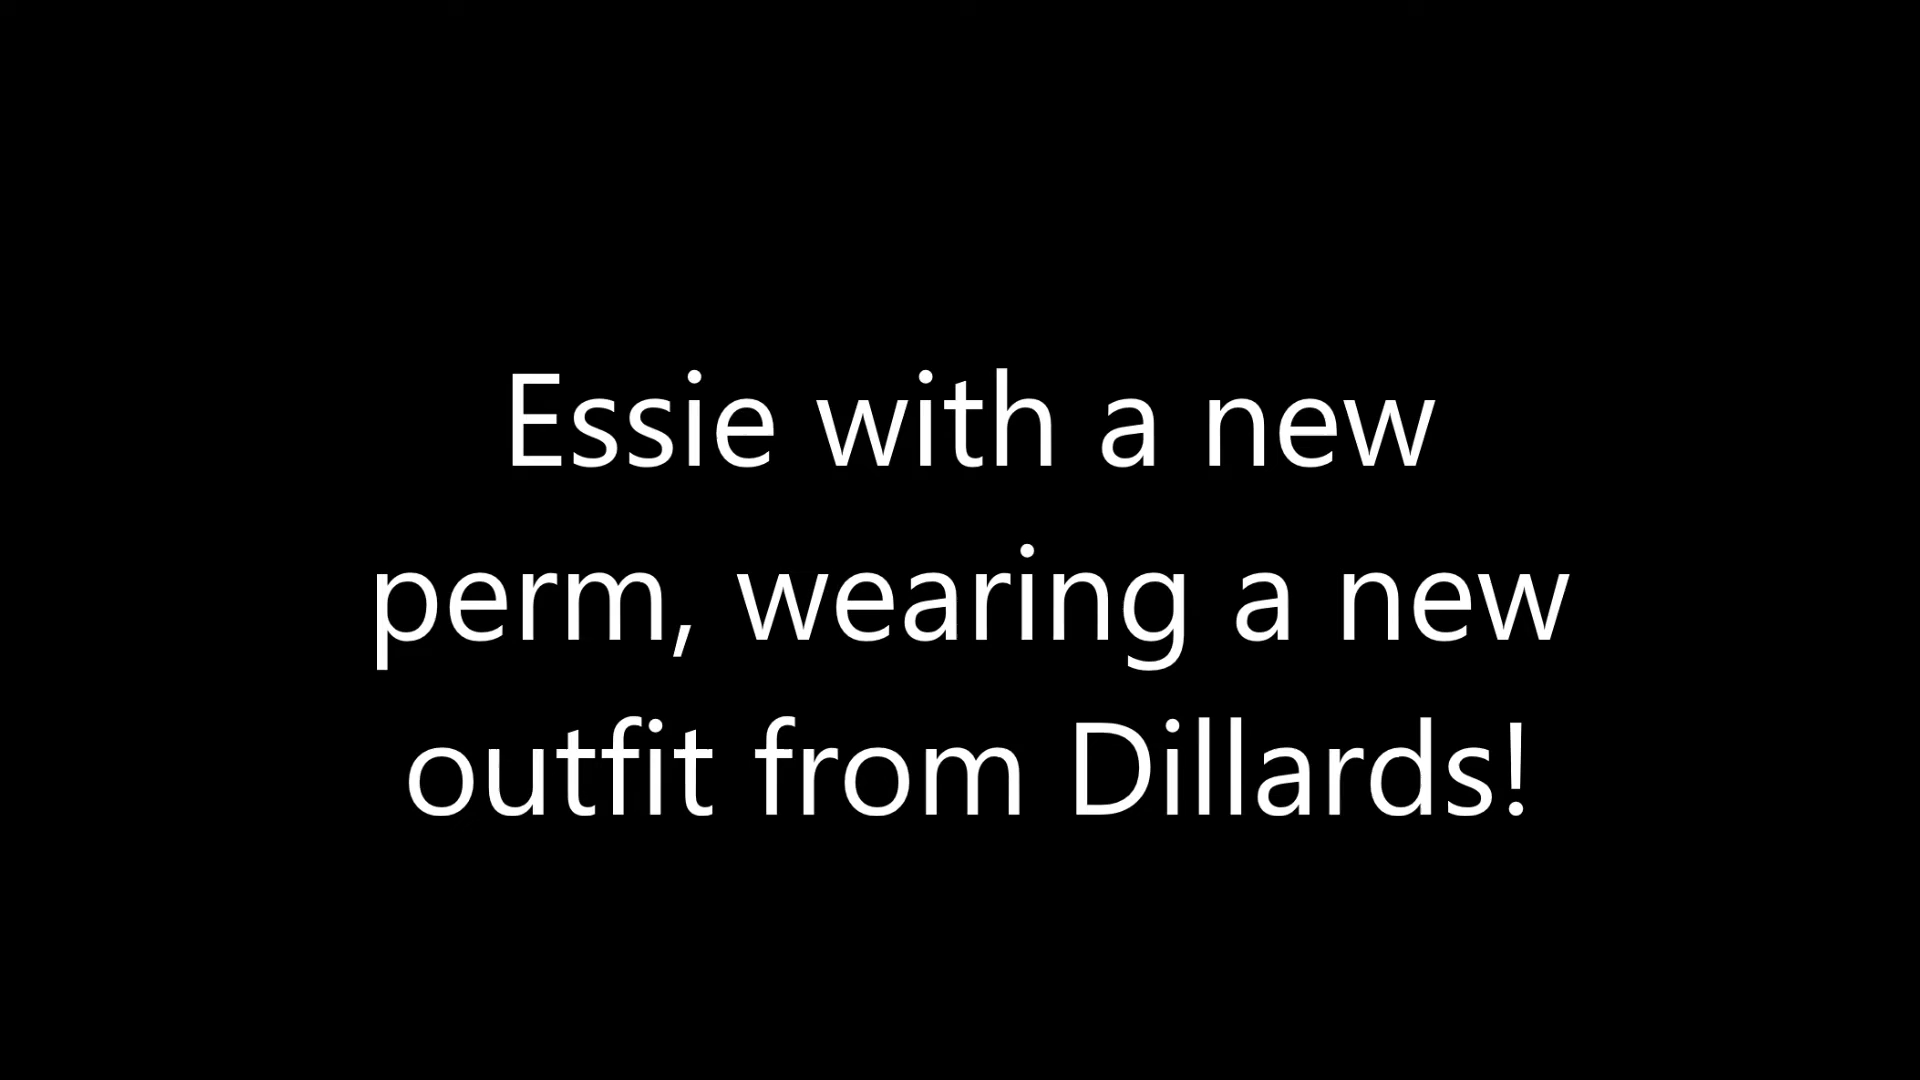 Essie with a new
perm, wearing a new
outfit from Dillards!